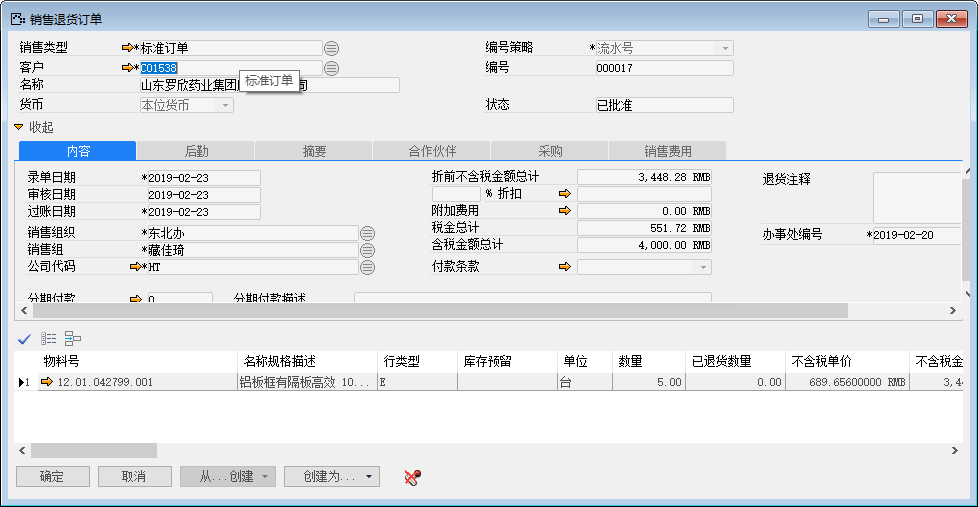 销售退货订单
销售类型 *标准订单 编号策略 *流水号
客户 *C01538 编号 000017
标准订单
名称 山东罗欣药业集团
货币 本位货币 状态 已批准
收起
内容 后勤 摘要 合作伙伴 采购 销售费用
录单日期 *2019-02-23 折前不含税金额总计 3,448.28 RMB 退货注释
审核日期 2019-02-23 % 折扣
过账日期 *2019-02-23 附加费用 0.00 RMB
销售组织 *东北办 税金总计 551.72 RMB 办事处编号 *2019-02-20
销售组 *藏佳琦 含税金额总计 4,000.00 RMB
公司代码 *HT 付款条款
分期付款 0 分期付款描述
物料号 名称规格描述 行类型 库存预留 单位 数量 已退货数量 不含税单价 不含税金
1 12.01.042799.001 铝板框有隔板高效 10... E 台 5.00 0.00 689.65600000 RMB 3,4
确定 取消 从...创建 创建为...